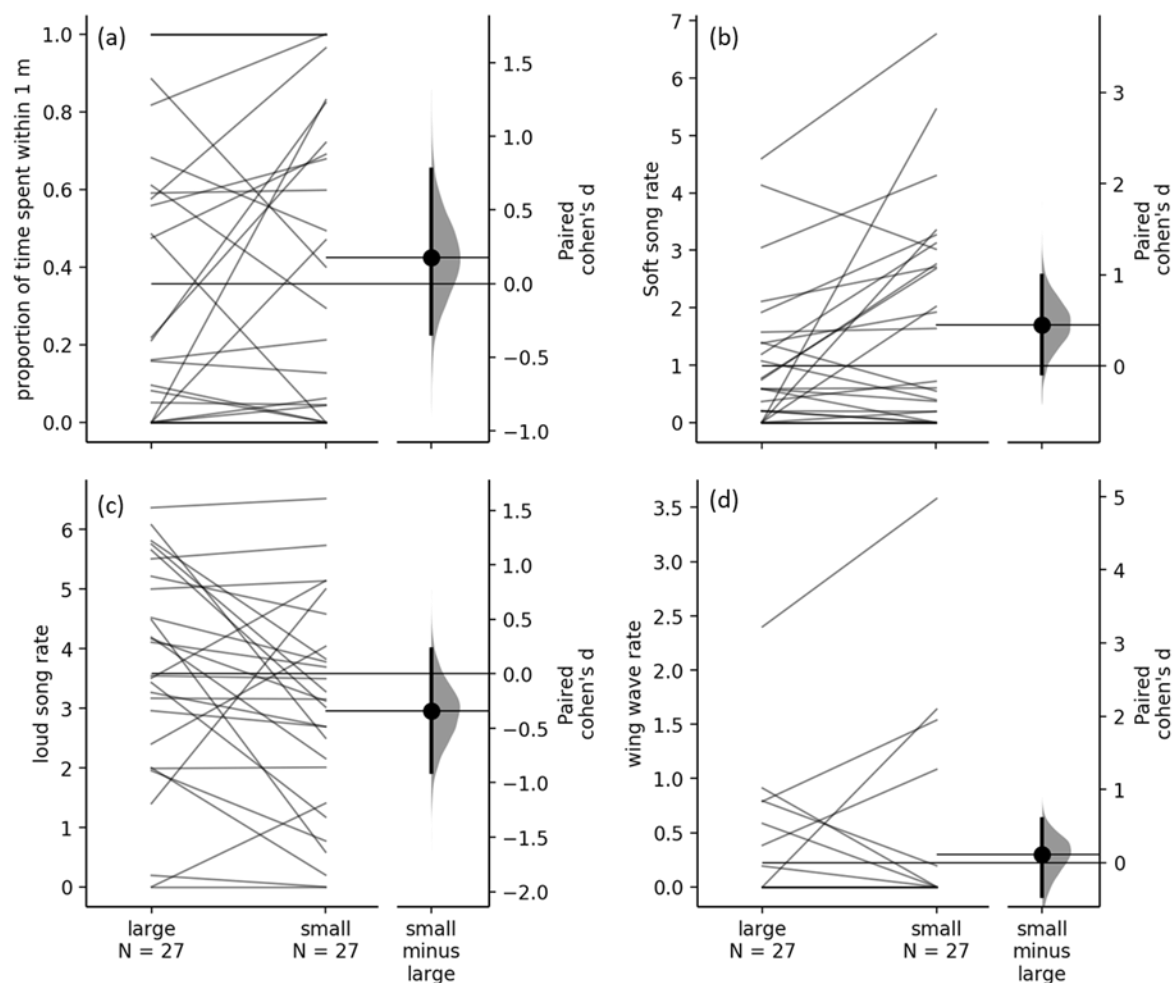 (a)
proportion of time spent within 1 m
1.0
0.8
0.6
0.4
0.2
0.0
1.5
1.0
0.5
0.0
−0.5
−1.0
Paired
cohen's d
(b)
Soft song rate
7
6
5
4
3
2
1
0
3
2
1
0
Paired
cohen's d
(c)
loud song rate
6
5
4
3
2
1
0
1.5
1.0
0.5
0.0
−0.5
−1.0
−1.5
−2.0
Paired
cohen's d
large
N = 27
small
N = 27
small
minus
large
(d)
wing wave rate
3.5
3.0
2.5
2.0
1.5
1.0
0.5
0.0
5
4
3
2
1
0
Paired
cohen's d
large
N = 27
small
N = 27
small
minus
large